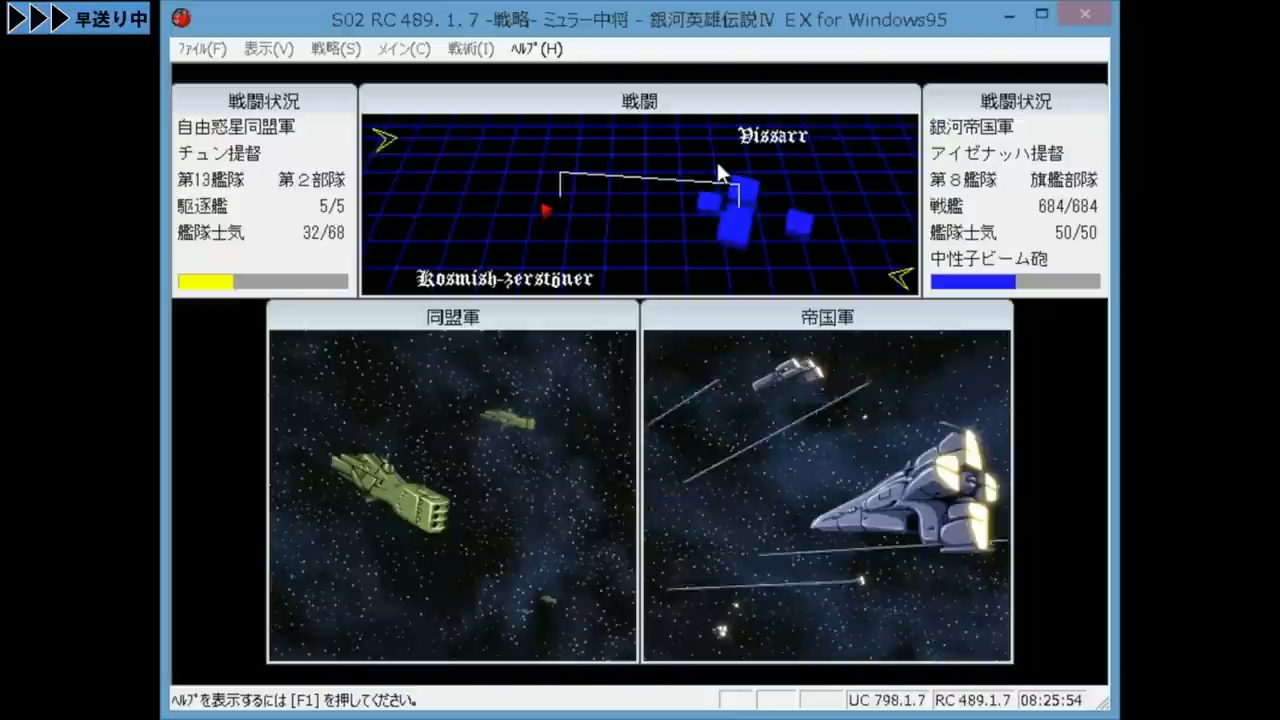 早送り中
S02 RC 489. 1. 7 -戦略- ミュラー中将 - 銀河英雄伝説Ⅳ EX for Windows95
ﾌｧｲﾙ(F) 表示(V) 戦略(S) メイン(C) 戦術(I) ﾍﾙﾌﾟ(H)
戦闘状況
自由惑星同盟軍
チュン提督
第13艦隊 第２部隊
駆逐艦 5/5
艦隊士気 32/68
戦闘
Vissarr
Kosmish-zerstöner
戦闘状況
銀河帝国軍
アイゼナッハ提督
第８艦隊 旗艦部隊
戦艦 684/684
艦隊士気 50/50
中性子ビーム砲
同盟軍
帝国軍
ﾍﾙﾌﾟを表示するには [F1] を押してください。
UC 798.1.7 RC 489.1.7 08:25:54